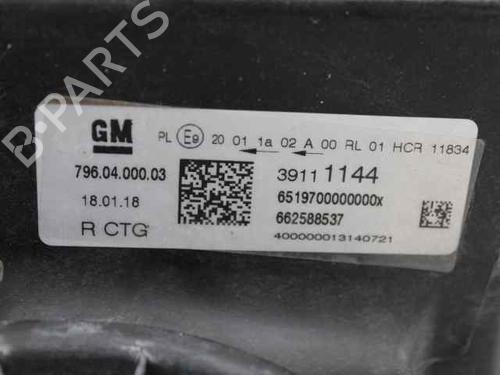 B-PARTS
GM PL E9 20 01 1a 02 A 00 RL 01 HCR 11834
796.04.000.03
39111144
18.01.18
6519700000000x
662588537
R CTG
400000013140721